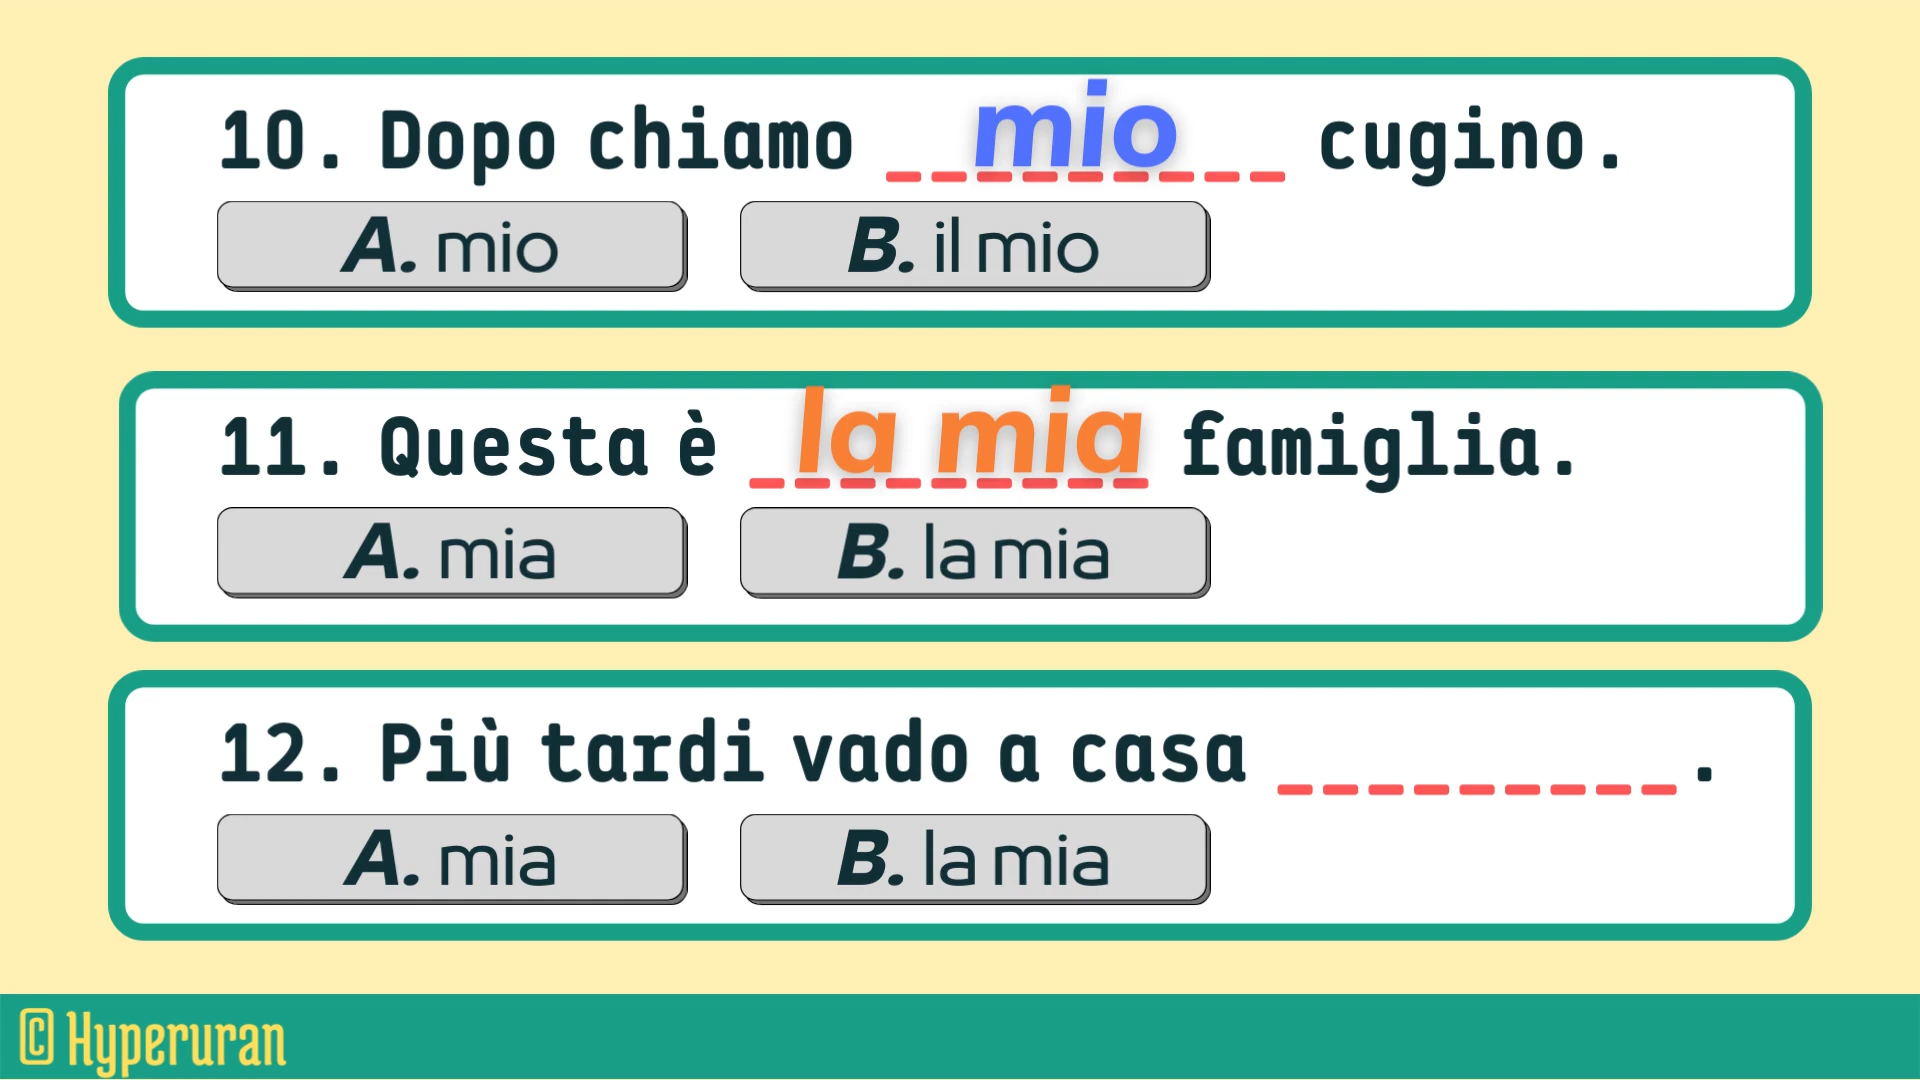 10. Dopo chiamo mio cugino.
A. mio B. il mio
11. Questa è la mia famiglia.
A. mia B. la mia
12. Più tardi vado a casa _________.
A. mia B. la mia
© Hyperuran